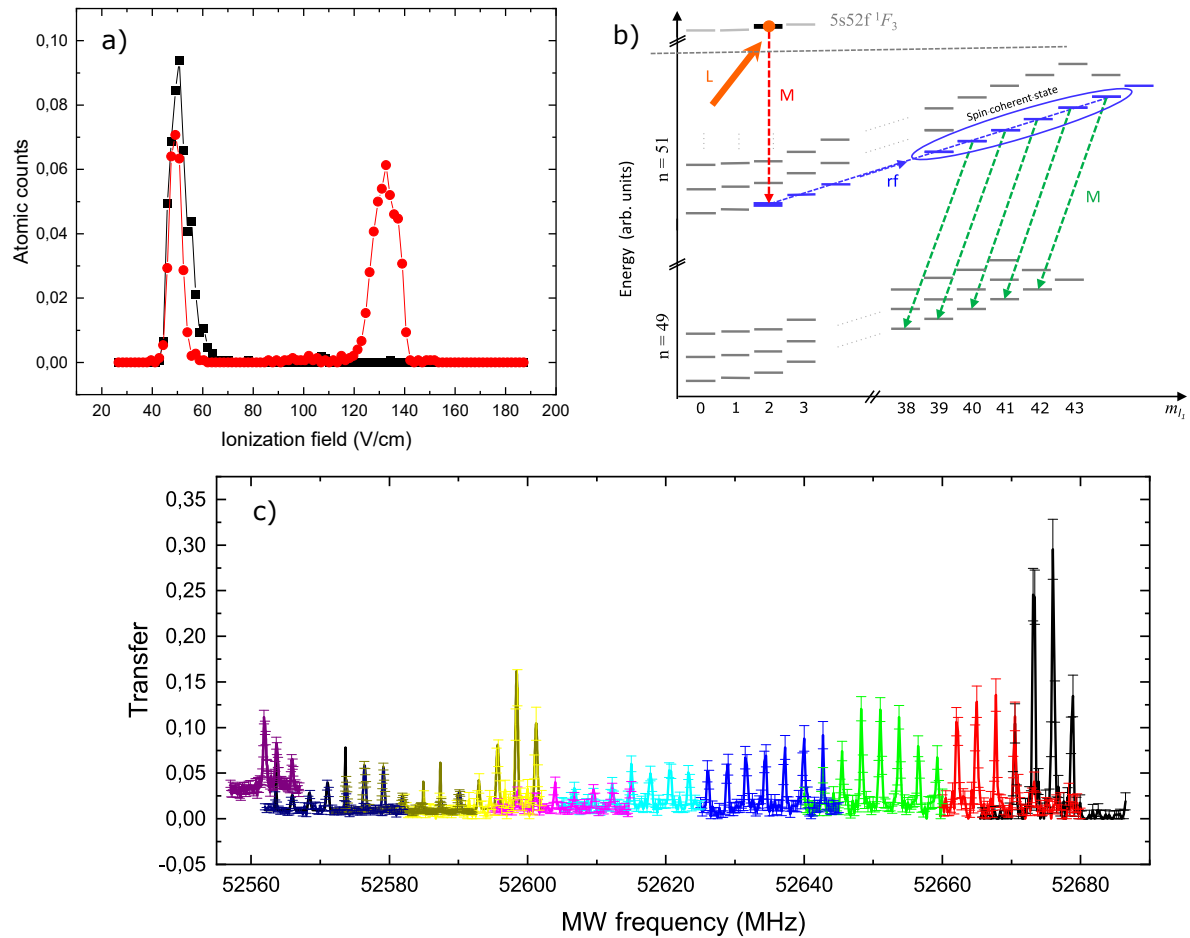 a)
0,10
0,08
0,06
0,04
0,02
0,00
Atomic counts
20 40 60 80 100 120 140 160 180 200
Ionization field (V/cm)
b)
5s52f ¹F₃
L
M
Spin coherent state
rf
M
n = 51
n = 49
Energy (arb. units)
0 1 2 3 38 39 40 41 42 43 m_{l_1}
c)
0,35
0,30
0,25
0,20
0,15
0,10
0,05
0,00
-0,05
Transfer
52560 52580 52600 52620 52640 52660 52680
MW frequency (MHz)